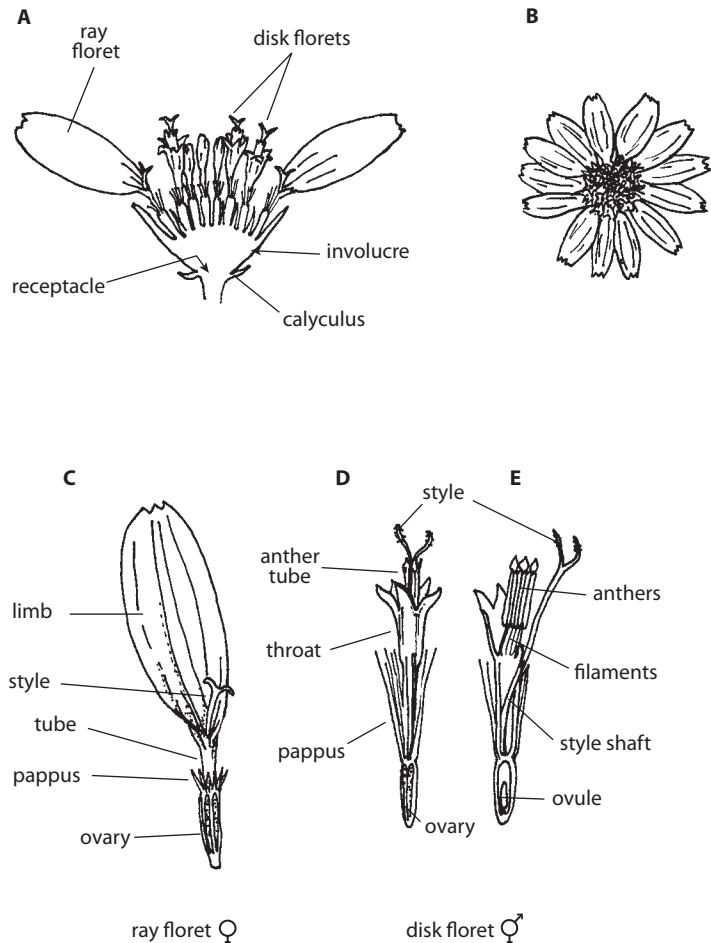 A
ray
floret
disk florets
B
involucre
receptacle
calyculus
C
D
style
E
anther
tube
anthers
limb
throat
filaments
style
tube
style shaft
pappus
pappus
ovule
ovary
ovary
ray floret ♀
disk floret ⚥